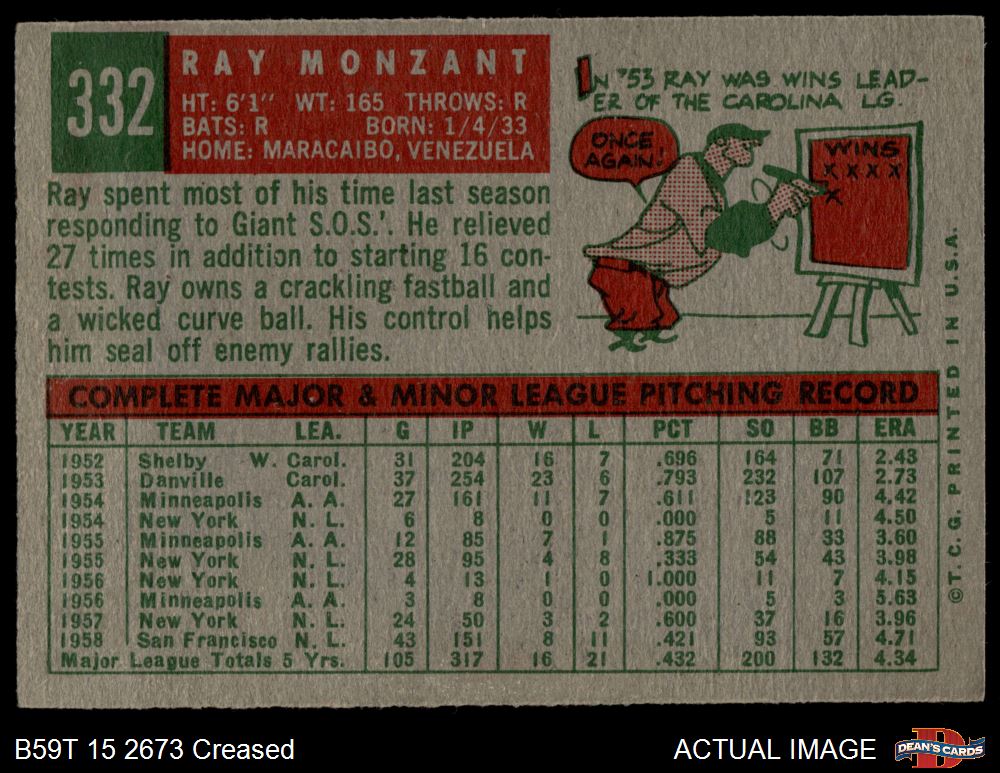 332
RAY MONZANT
HT: 6'1" WT: 165 THROWS: R
BATS: R BORN: 1/4/33
HOME: MARACAIBO, VENEZUELA
IN '53 RAY WAS WINS LEAD-
ER OF THE CAROLINA LG.
ONCE
AGAIN!
WINS
X X X X
X
Ray spent most of his time last season
responding to Giant S.O.S.'. He relieved
27 times in addition to starting 16 con-
tests. Ray owns a crackling fastball and
a wicked curve ball. His control helps
him seal off enemy rallies.
COMPLETE MAJOR & MINOR LEAGUE PITCHING RECORD
YEAR TEAM LEA. G IP W L PCT SO BB ERA
1952 Shelby W. Carol. 31 204 16 7 .696 164 71 2.43
1953 Danville Carol. 37 254 23 6 .793 232 107 2.73
1954 Minneapolis A. A. 27 161 11 7 .611 123 90 4.42
1954 New York N. L. 6 8 0 0 .000 5 11 4.50
1955 Minneapolis A. A. 12 85 7 1 .875 88 33 3.60
1955 New York N. L. 28 95 4 8 .333 54 43 3.98
1956 New York N. L. 4 13 1 0 1.000 11 7 4.15
1956 Minneapolis A. A. 3 8 0 0 .000 5 3 5.63
1957 New York N. L. 24 50 3 2 .600 37 16 3.96
1958 San Francisco N. L. 43 151 8 11 .421 93 57 4.71
Major League Totals 5 Yrs. 105 317 16 21 .432 200 132 4.34
©T. C. G. PRINTED IN U.S.A.
B59T 15 2673 Creased
ACTUAL IMAGE
D
DEAN'S CARDS